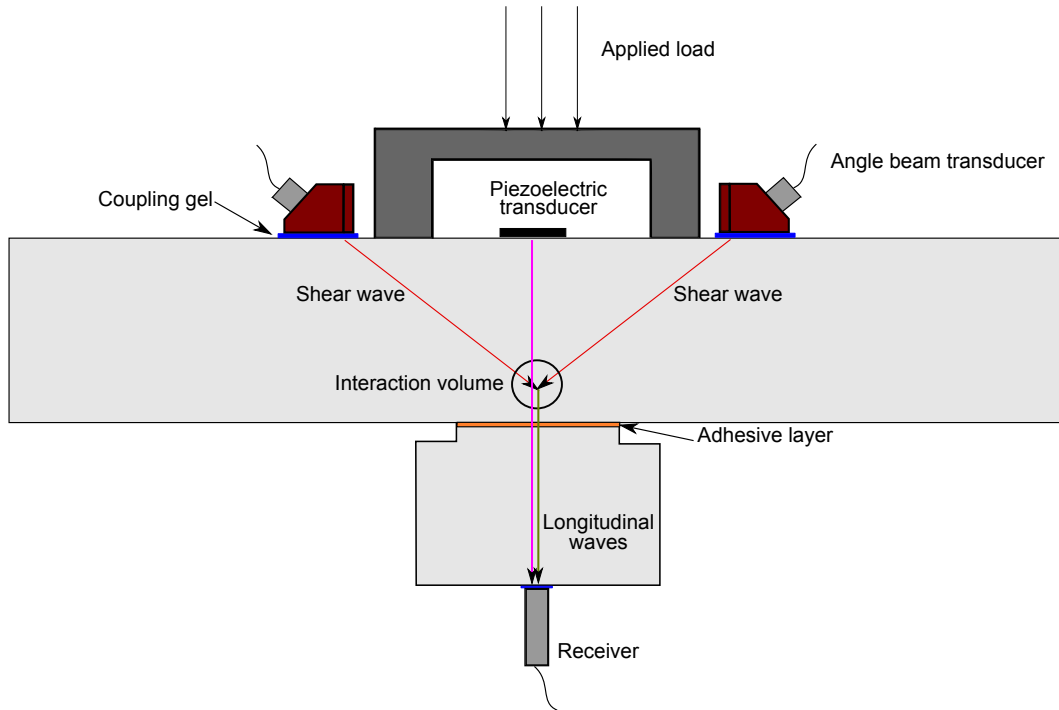 Applied load
Angle beam transducer
Piezoelectric
transducer
Coupling gel
Shear wave
Shear wave
Interaction volume
Adhesive layer
Longitudinal
waves
Receiver